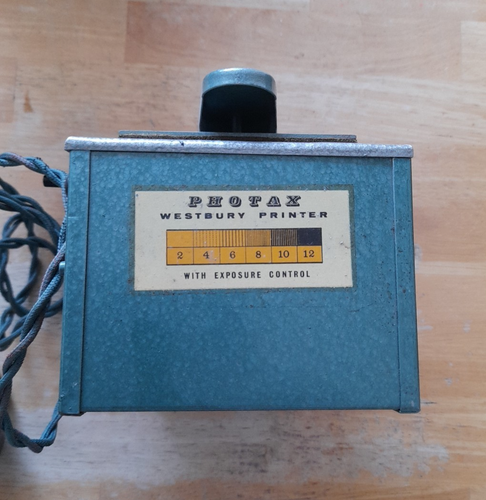 PHOTAX
WESTBURY PRINTER
2 4 6 8 10 12
WITH EXPOSURE CONTROL